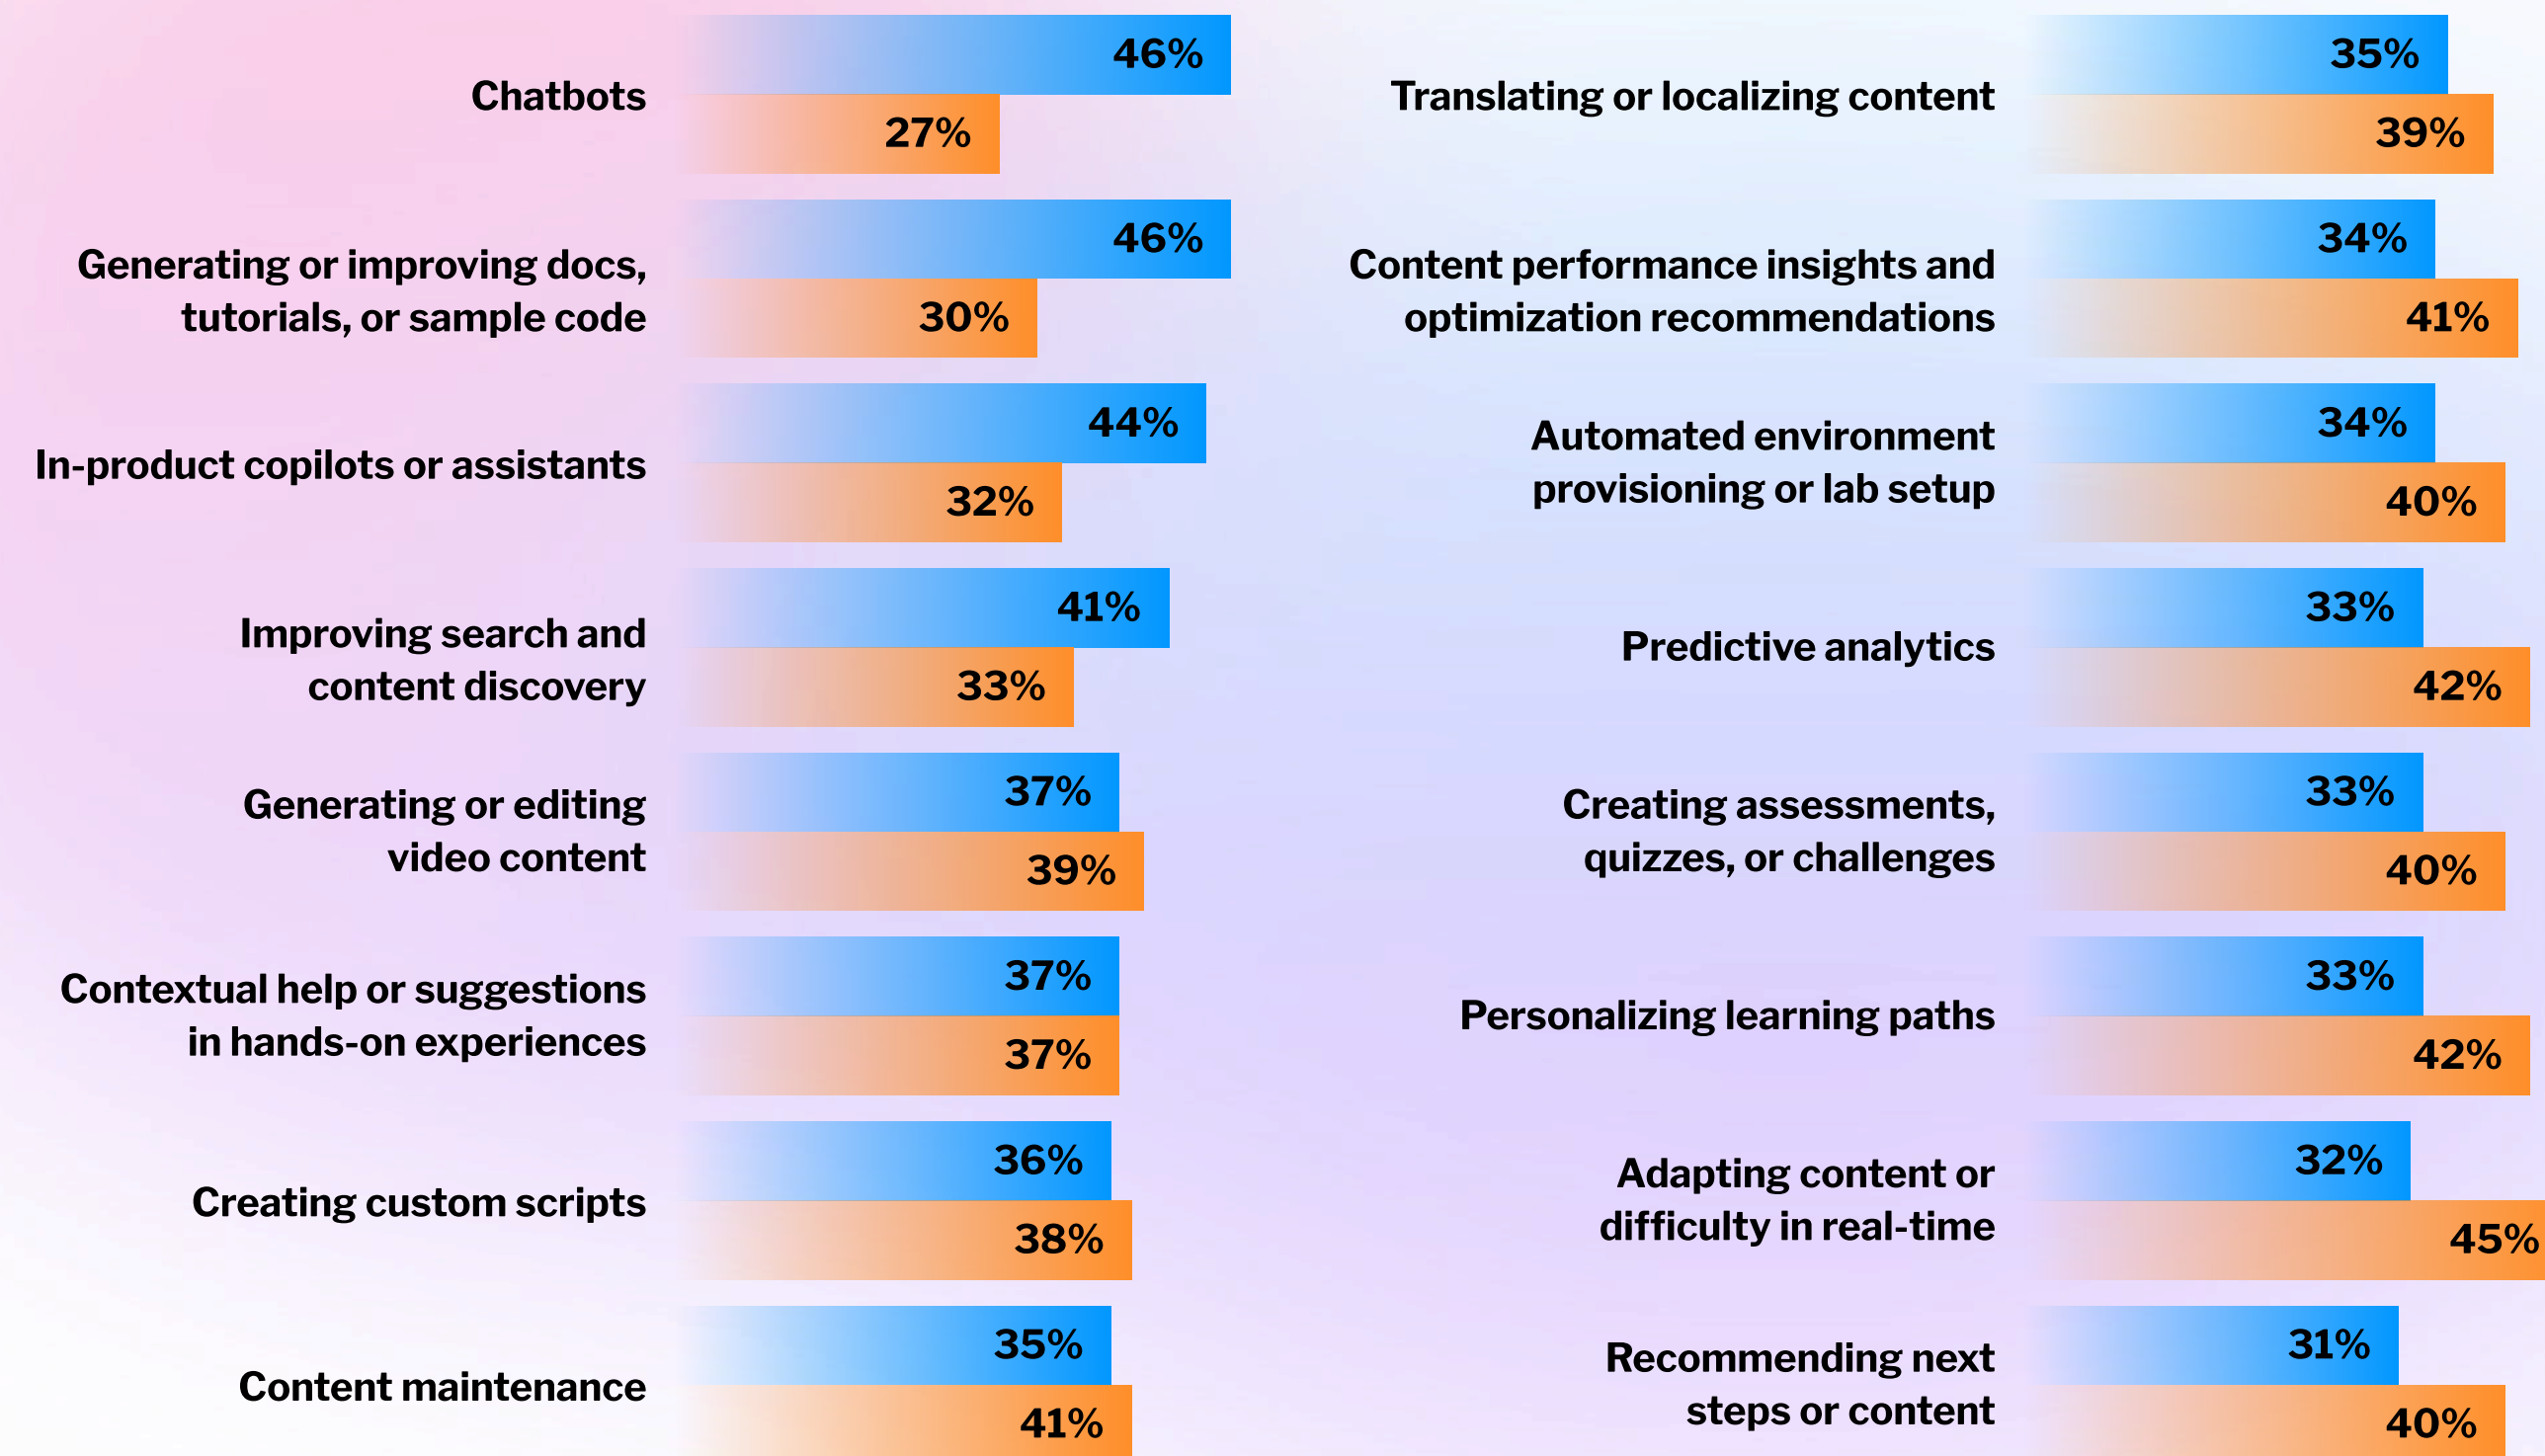 Chatbots
46%
27%
Generating or improving docs,
tutorials, or sample code
46%
30%
In-product copilots or assistants
44%
32%
Improving search and
content discovery
41%
33%
Generating or editing
video content
37%
39%
Contextual help or suggestions
in hands-on experiences
37%
37%
Creating custom scripts
36%
38%
Content maintenance
35%
41%
Translating or localizing content
35%
39%
Content performance insights and
optimization recommendations
34%
41%
Automated environment
provisioning or lab setup
34%
40%
Predictive analytics
33%
42%
Creating assessments,
quizzes, or challenges
33%
40%
Personalizing learning paths
33%
42%
Adapting content or
difficulty in real-time
32%
45%
Recommending next
steps or content
31%
40%